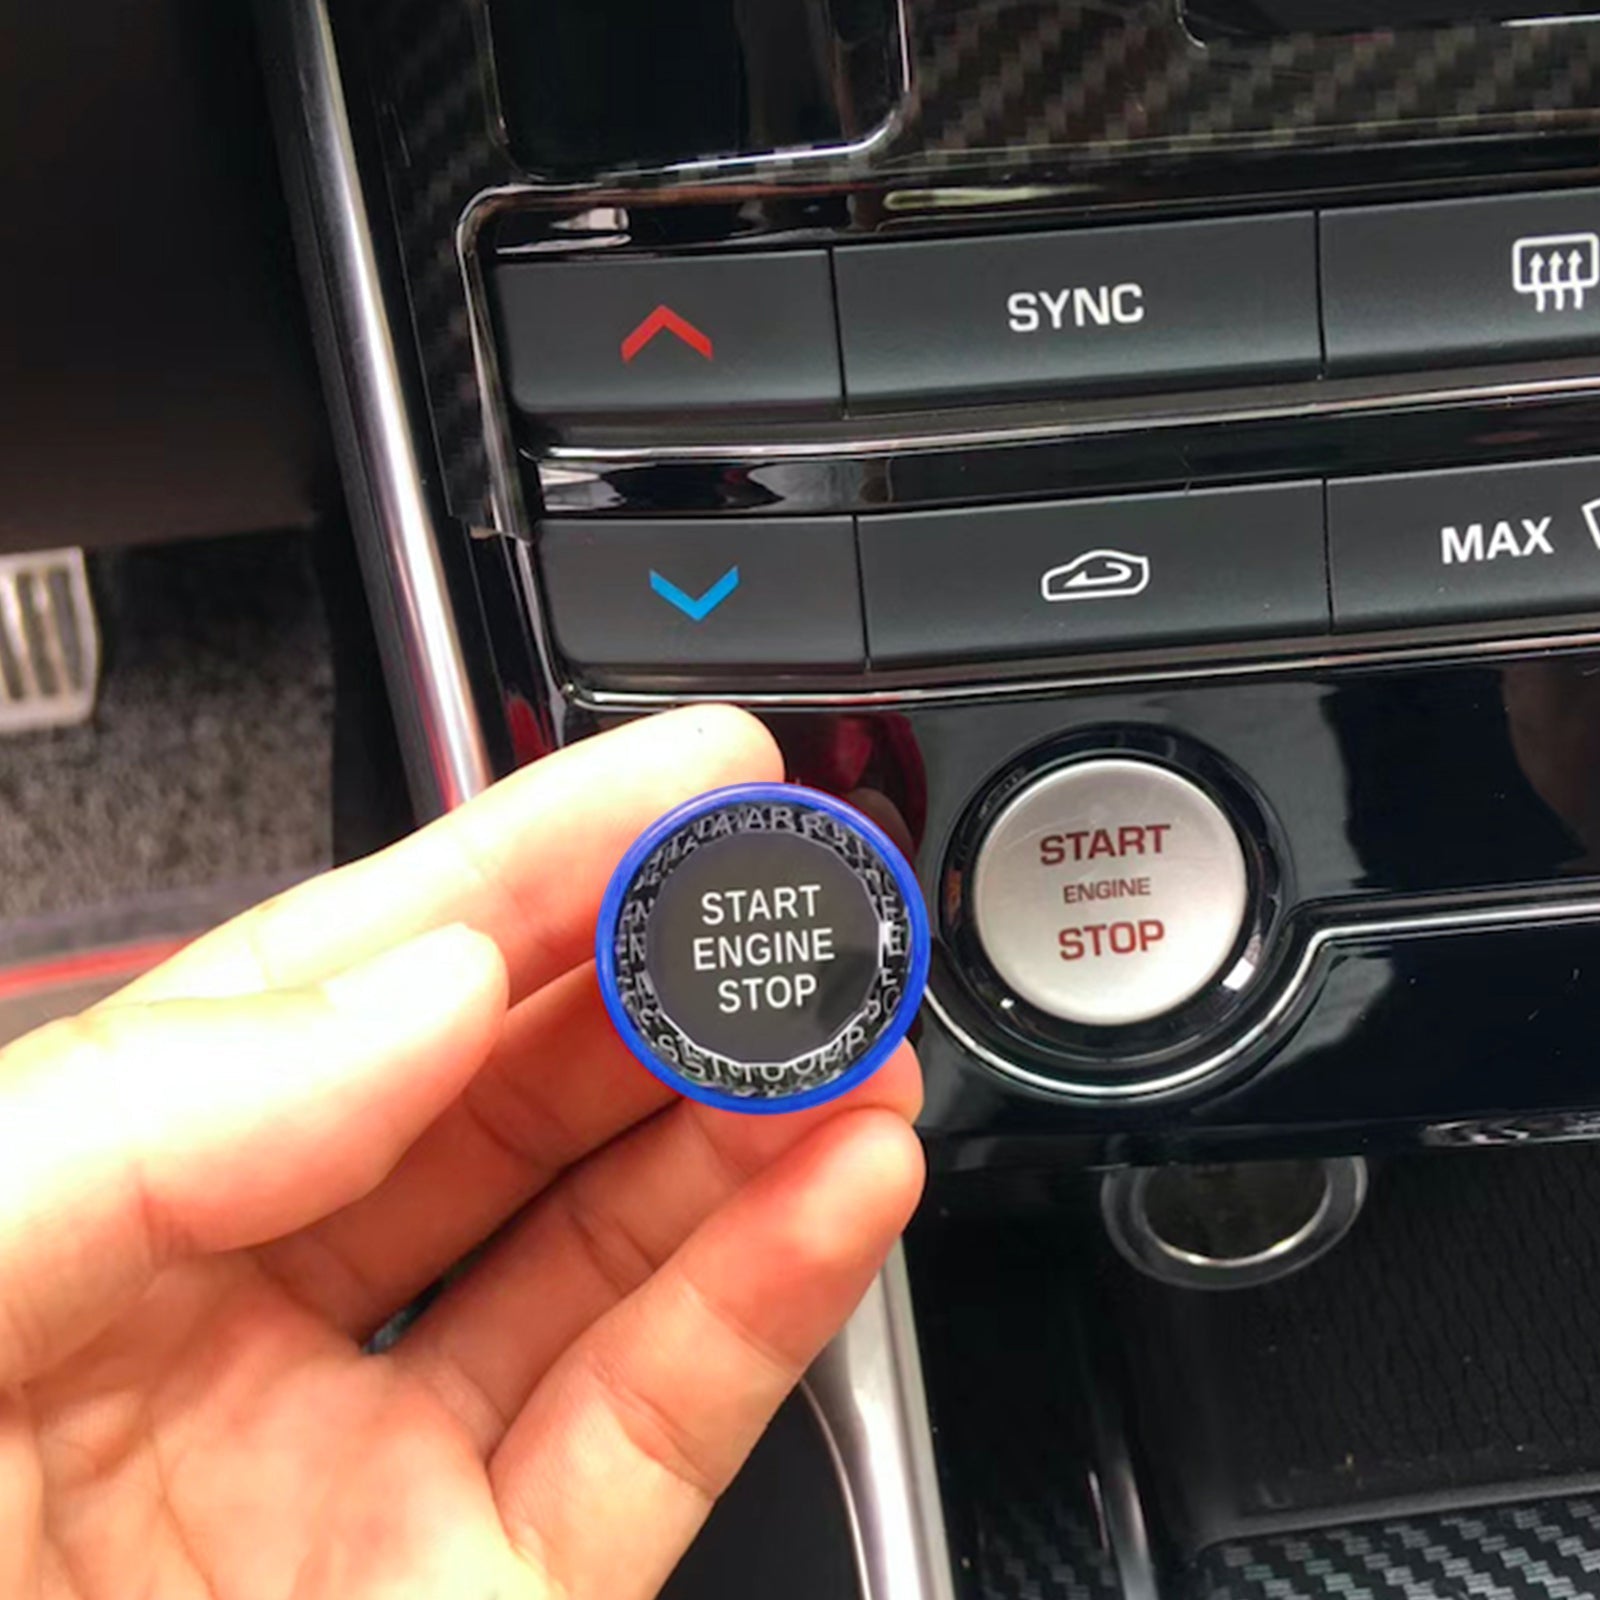 SYNC
MAX
START
ENGINE
STOP
START
ENGINE
STOP